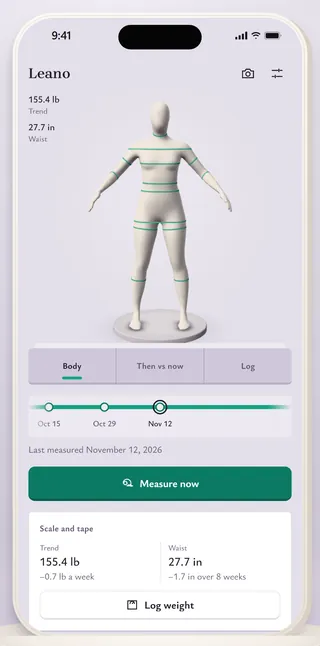 9:41
Leano
155.4 lb
Trend
27.7 in
Waist
Body
Then vs now
Log
Oct 15
Oct 29
Nov 12
Last measured November 12, 2026
Measure now
Scale and tape
Trend
Waist
155.4 lb
27.7 in
−0.7 lb a week
−1.7 in over 8 weeks
Log weight